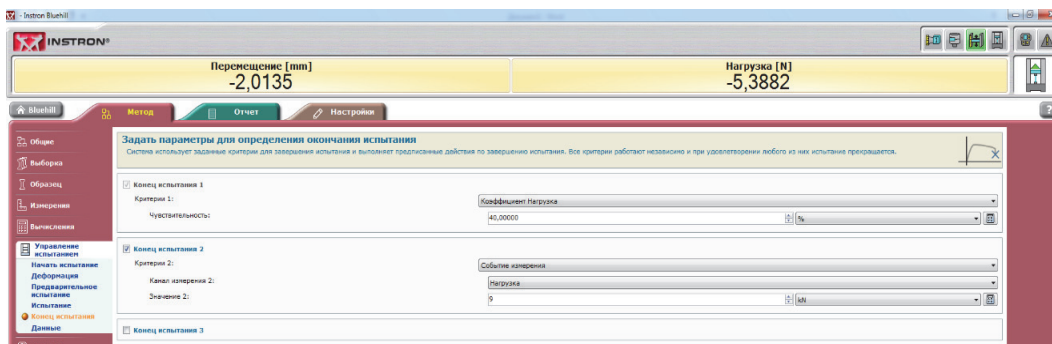 - Instron Bluehill
INSTRON®
Перемещение [mm]
-2,0135
Нагрузка [N]
-5,3882
Bluehill
Метод
Отчет
Настройки
?
Общие
Выборка
Образец
Измерения
Вычисления
Управление
испытанием
Начать испытание
Деформация
Предварительное
испытание
Испытание
Конец испытания
Данные
Задать параметры для определения окончания испытания
Система использует заданные критерии для завершения испытания и выполняет предписанные действия по завершению испытания. Все критерии работают независимо и при удовлетворении любого из них испытание прекращается.
Конец испытания 1
Критерии 1:
Коэффициент Нагрузка
Чувствительность:
40,00000
%
Конец испытания 2
Критерии 2:
Событие измерения
Канал измерения 2:
Нагрузка
Значение 2:
9
kN
Конец испытания 3